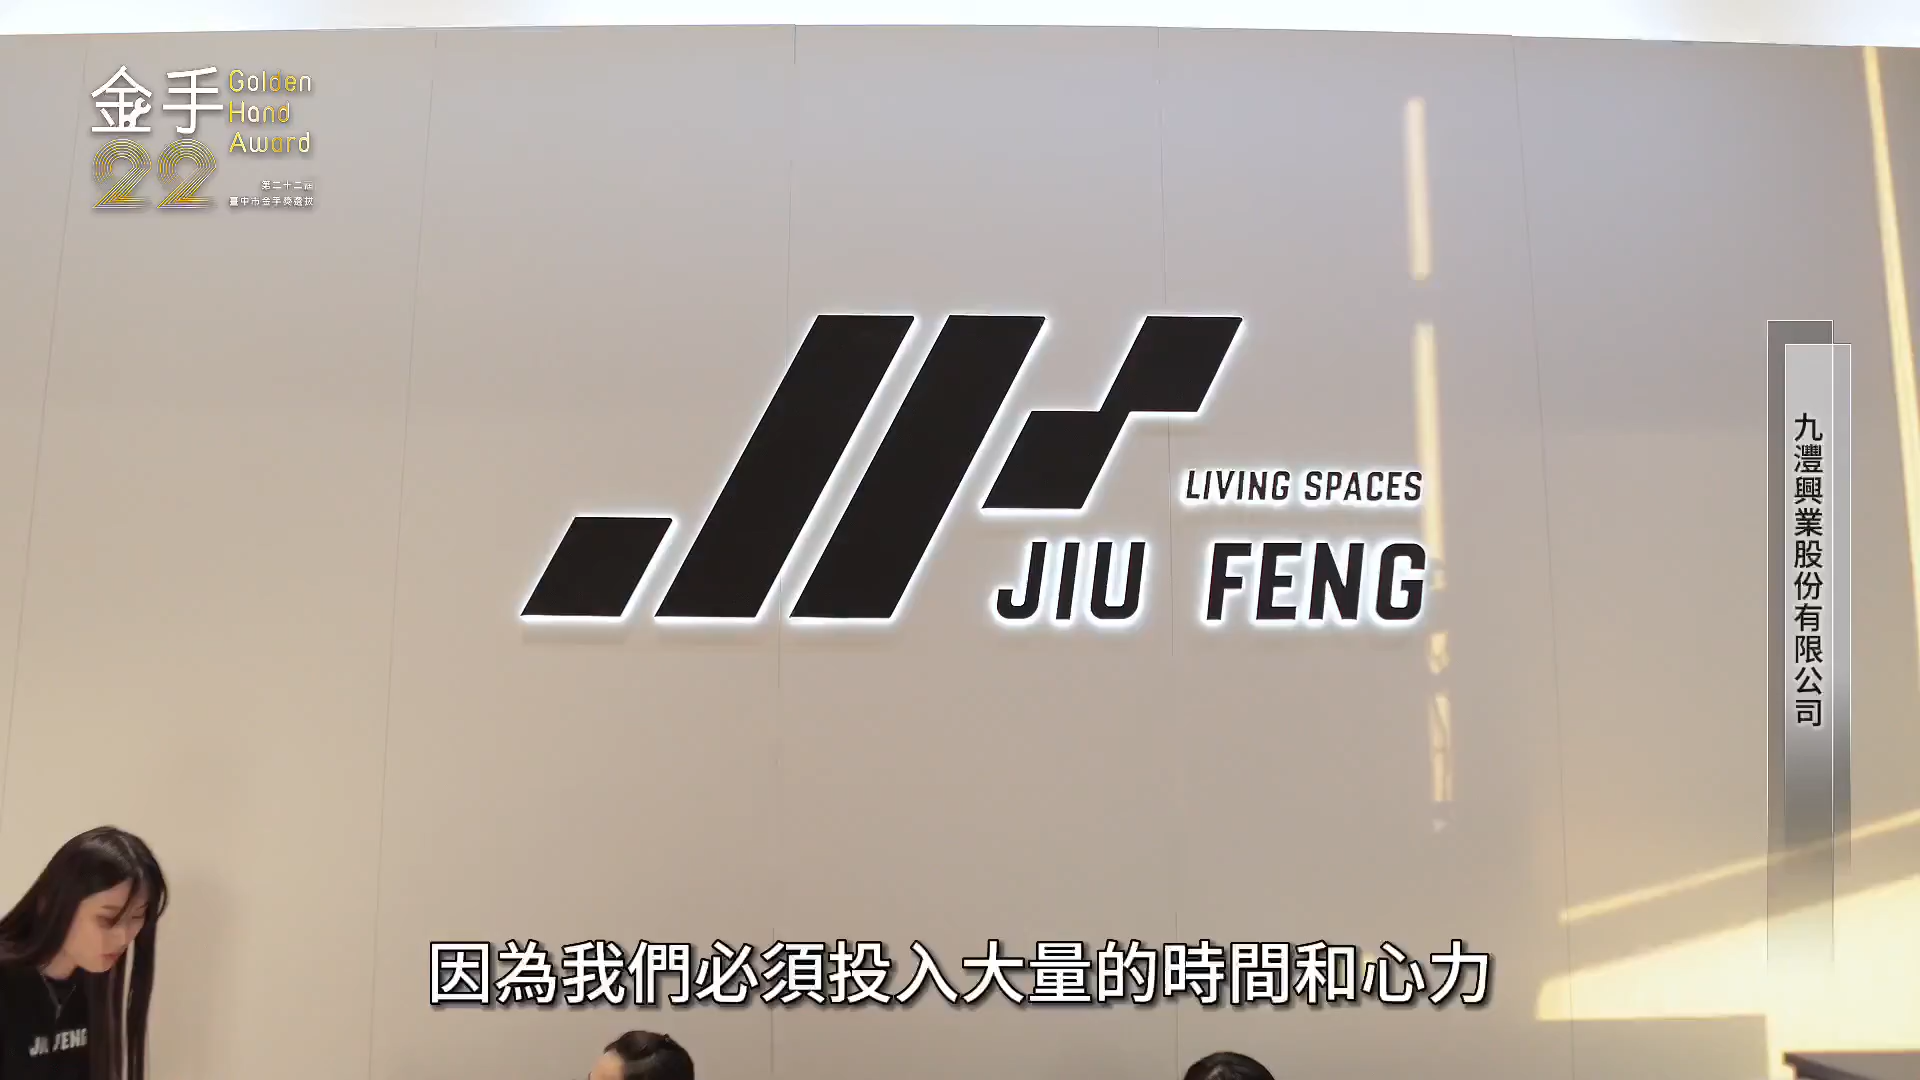 金手
Golden
Hand
Award
22
第二十二屆
臺中市金手獎選拔
LIVING SPACES
JIU FENG
九灃興業股份有限公司
JIU FENG
因為我們必須投入大量的時間和心力